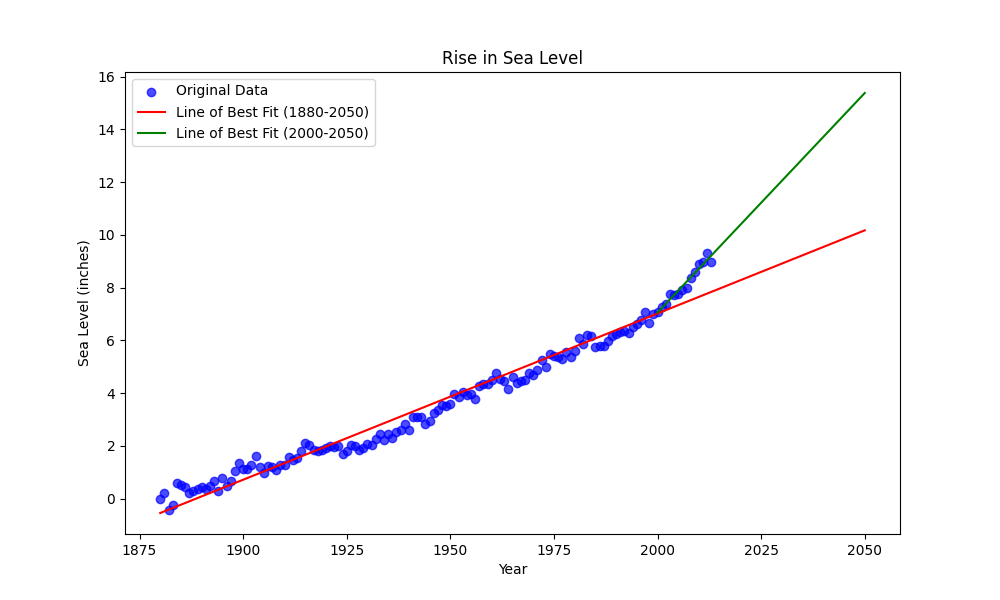 Rise in Sea Level
Original Data
Line of Best Fit (1880-2050)
Line of Best Fit (2000-2050)
Sea Level (inches)
16
14
12
10
8
6
4
2
0
1875 1900 1925 1950 1975 2000 2025 2050
Year